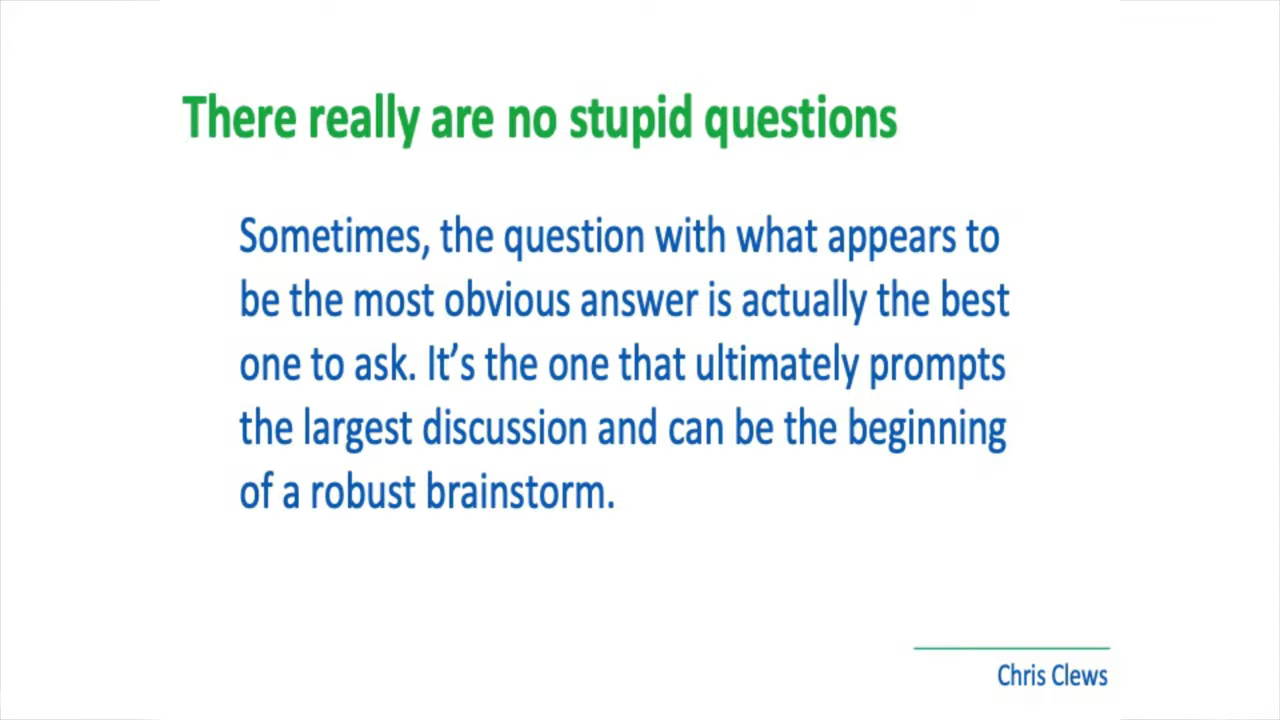 There really are no stupid questions
Sometimes, the question with what appears to
be the most obvious answer is actually the best
one to ask. It’s the one that ultimately prompts
the largest discussion and can be the beginning
of a robust brainstorm.
Chris Clews